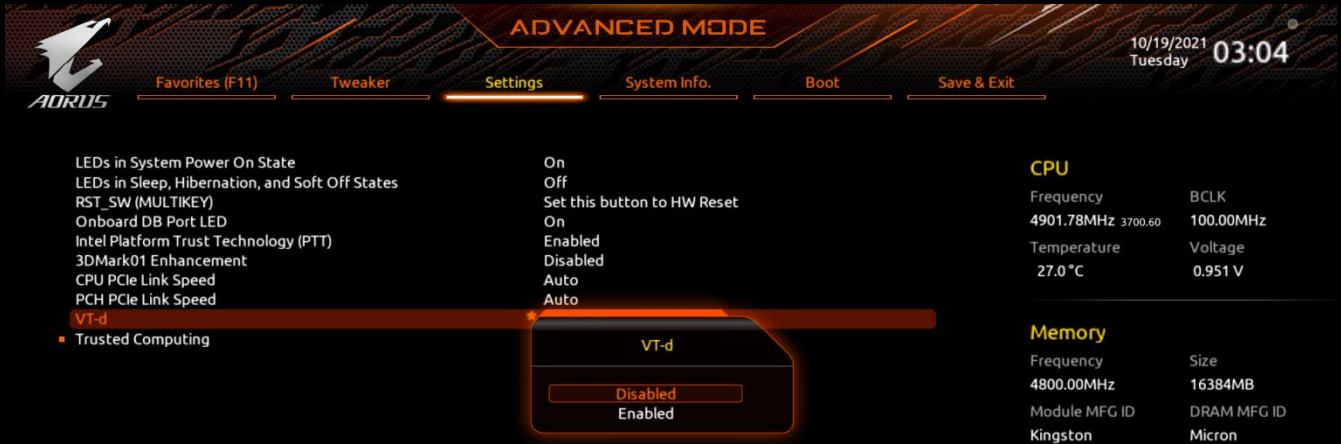 ADVANCED MODE
10/19/2021 Tuesday 03:04
AORUS
Favorites (F11) Tweaker Settings System Info. Boot Save & Exit
LEDs in System Power On State On
LEDs in Sleep, Hibernation, and Soft Off States Off
RST_SW (MULTIKEY) Set this button to HW Reset
Onboard DB Port LED On
Intel Platform Trust Technology (PTT) Enabled
3DMark01 Enhancement Disabled
CPU PCIe Link Speed Auto
PCH PCIe Link Speed Auto
VT-d
Trusted Computing
VT-d
Disabled
Enabled
CPU
Frequency BCLK
4901.78MHz 3700.60 100.00MHz
Temperature Voltage
27.0 °C 0.951 V
Memory
Frequency Size
4800.00MHz 16384MB
Module MFG ID DRAM MFG ID
Kingston Micron